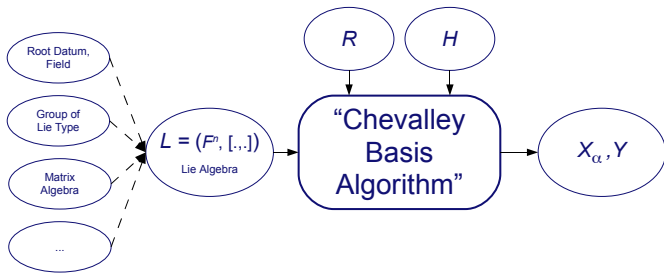 Root Datum,
Field
Group of
Lie Type
Matrix
Algebra
...
L = (Fⁿ, [.,.])
Lie Algebra
R
H
“Chevalley
Basis
Algorithm”
Xα ,Y